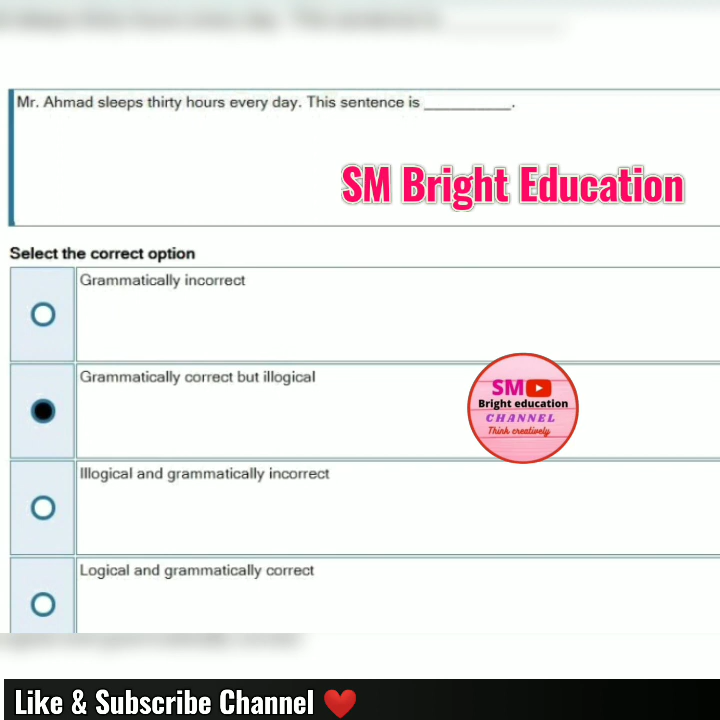 Mr. Ahmad sleeps thirty hours every day. This sentence is __________.
SM Bright Education
Select the correct option
Grammatically incorrect
Grammatically correct but illogical
SM
Bright education
CHANNEL
Think creatively
Illogical and grammatically incorrect
Logical and grammatically correct
Like & Subscribe Channel ❤️